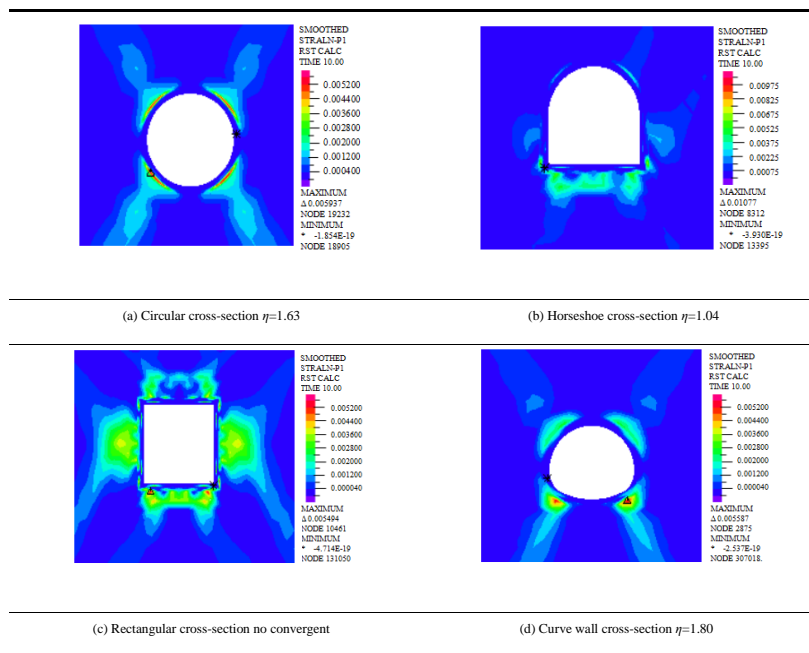 SMOOTHED
STRALN-P1
RST CALC
TIME 10.00
0.005200
0.004400
0.003600
0.002800
0.002000
0.001200
0.000400
MAXIMUM
Δ 0.005937
NODE 19232
MINIMUM
* -1.854E-19
NODE 18905
SMOOTHED
STRALN-P1
RST CALC
TIME 10.00
0.00975
0.00825
0.00675
0.00525
0.00375
0.00225
0.00075
MAXIMUM
Δ 0.01077
NODE 8312
MINIMUM
* -3.930E-19
NODE 13395
(a) Circular cross-section η=1.63
(b) Horseshoe cross-section η=1.04
SMOOTHED
STRALN-P1
RST CALC
TIME 10.00
0.005200
0.004400
0.003600
0.002800
0.002000
0.001200
0.000040
MAXIMUM
Δ 0.005494
NODE 10461
MINIMUM
* -4.714E-19
NODE 131050
SMOOTHED
STRALN-P1
RST CALC
TIME 10.00
0.005200
0.004400
0.003600
0.002800
0.002000
0.001200
0.000040
MAXIMUM
Δ 0.005587
NODE 2875
MINIMUM
* -2.537E-19
NODE 307018.
(c) Rectangular cross-section no convergent
(d) Curve wall cross-section η=1.80